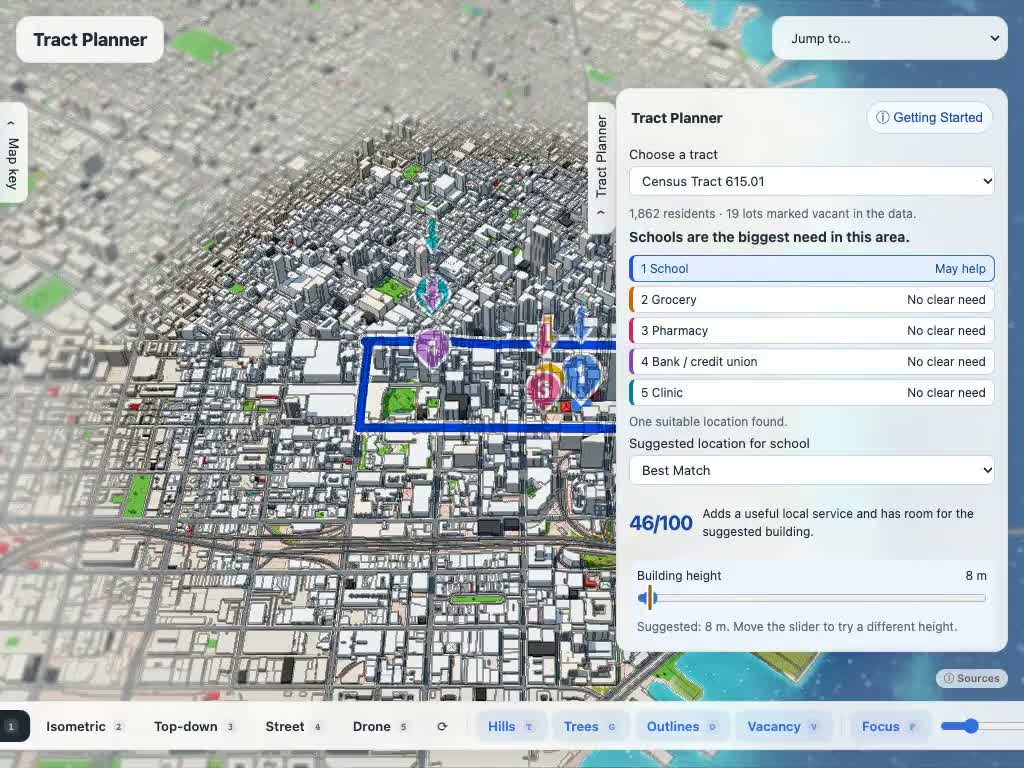 Tract Planner
Jump to...
Map key
Tract Planner
Tract Planner
ⓘ Getting Started
Choose a tract
Census Tract 615.01
1,862 residents · 19 lots marked vacant in the data.
Schools are the biggest need in this area.
1 School May help
2 Grocery No clear need
3 Pharmacy No clear need
4 Bank / credit union No clear need
5 Clinic No clear need
One suitable location found.
Suggested location for school
Best Match
46/100
Adds a useful local service and has room for the
suggested building.
Building height 8 m
Suggested: 8 m. Move the slider to try a different height.
ⓘ Sources
1 Isometric 2 Top-down 3 Street 4 Drone 5 Hills T Trees G Outlines O Vacancy V Focus F